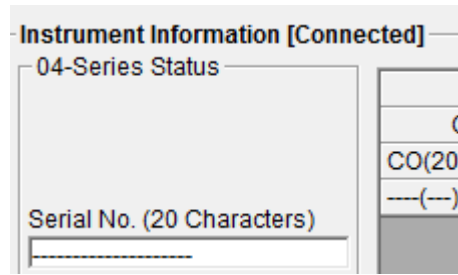 Instrument Information [Connected]
04-Series Status
CO(20
----(---)
Serial No. (20 Characters)
--------------------